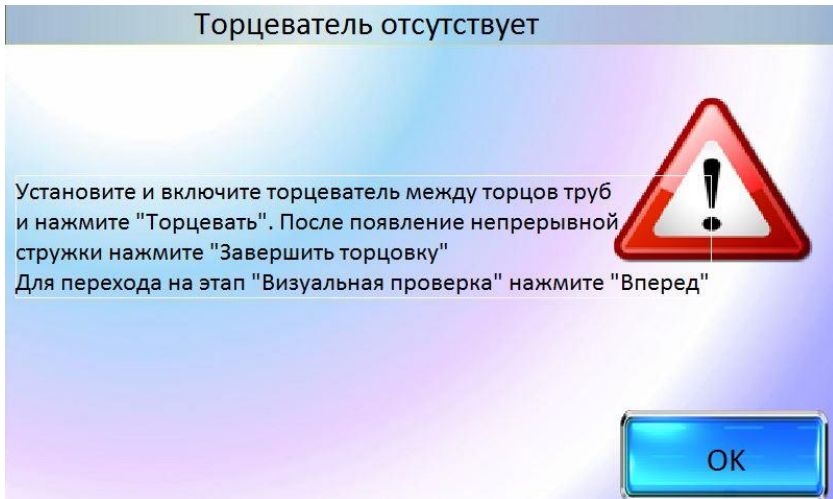 Торцеватель отсутствует
Установите и включите торцеватель между торцов труб
и нажмите "Торцевать". После появление непрерывной
стружки нажмите "Завершить торцовку"
Для перехода на этап "Визуальная проверка" нажмите "Вперед"
OK